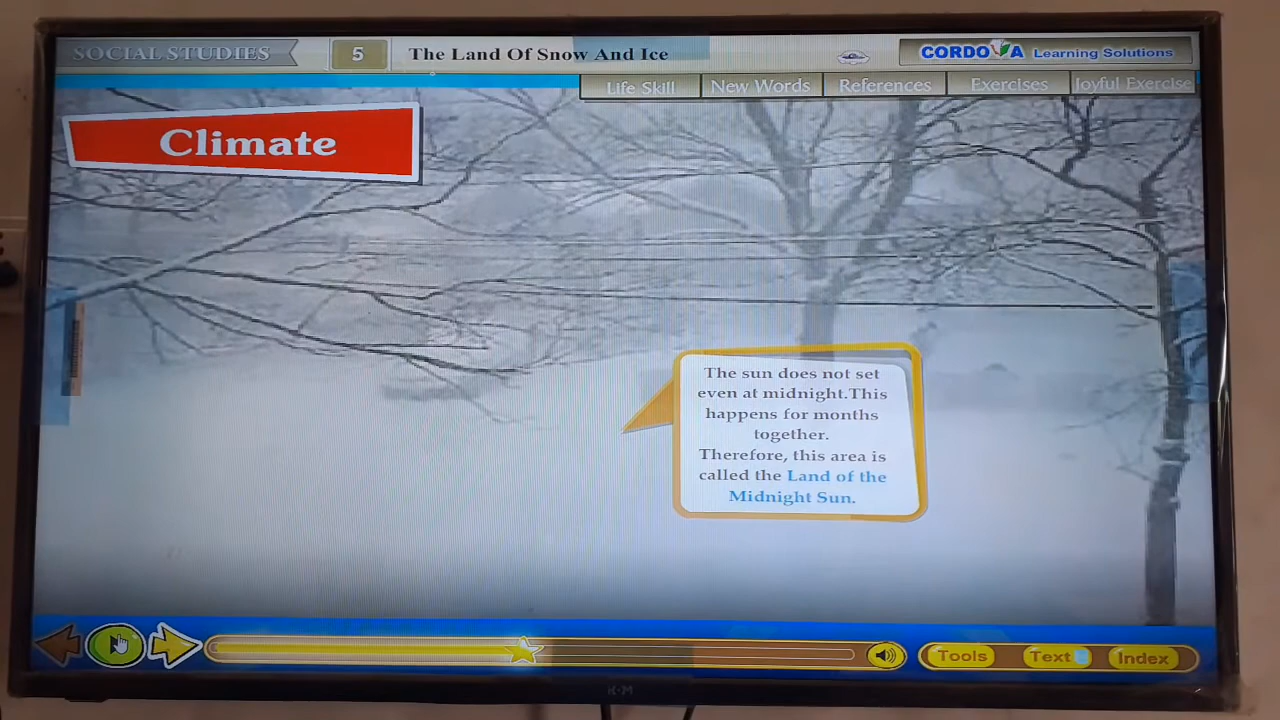 SOCIAL STUDIES
5
The Land Of Snow And Ice
CORDOVA Learning Solutions
Life Skill
New Words
References
Exercises
Joyful Exercise
Climate
The sun does not set
even at midnight.This
happens for months
together.
Therefore, this area is
called the Land of the
Midnight Sun.
Tools
Text
Index